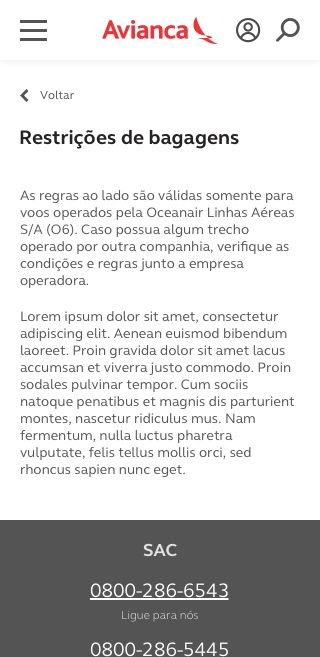 Avianca
Voltar
Restrições de bagagens
As regras ao lado são válidas somente para
voos operados pela Oceanair Linhas Aéreas
S/A (O6). Caso possua algum trecho
operado por outra companhia, verifique as
condições e regras junto a empresa
operadora.
Lorem ipsum dolor sit amet, consectetur
adipiscing elit. Aenean euismod bibendum
laoreet. Proin gravida dolor sit amet lacus
accumsan et viverra justo commodo. Proin
sodales pulvinar tempor. Cum sociis
natoque penatibus et magnis dis parturient
montes, nascetur ridiculus mus. Nam
fermentum, nulla luctus pharetra
vulputate, felis tellus mollis orci, sed
rhoncus sapien nunc eget.
SAC
0800-286-6543
Ligue para nós
0800-286-5445